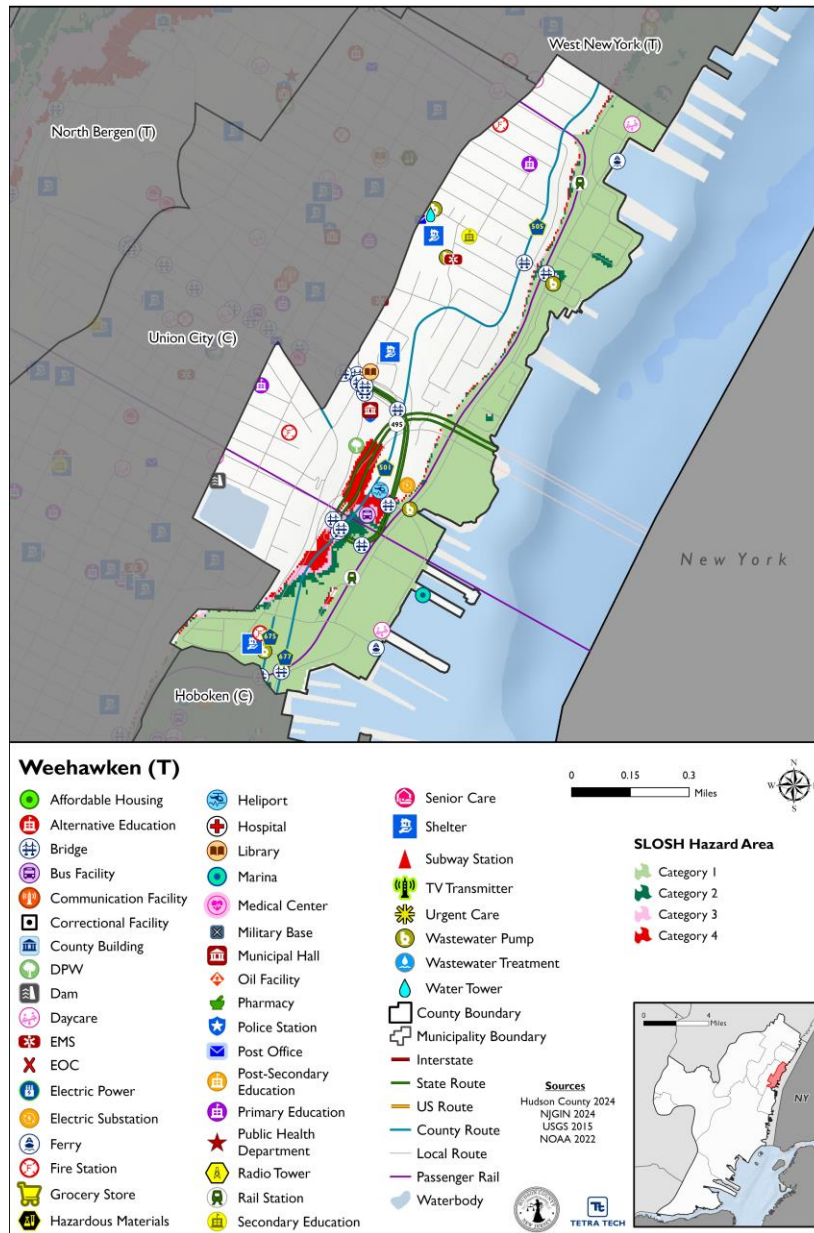 West New York (T)
North Bergen (T)
505
Union City (C)
495
501
New York
675
677
Hoboken (C)
Weehawken (T)
Affordable Housing
Alternative Education
Bridge
Bus Facility
Communication Facility
Correctional Facility
County Building
DPW
Dam
Daycare
EMS
EOC
Electric Power
Electric Substation
Ferry
Fire Station
Grocery Store
Hazardous Materials
Heliport
Hospital
Library
Marina
Medical Center
Military Base
Municipal Hall
Oil Facility
Pharmacy
Police Station
Post Office
Post-Secondary
Education
Primary Education
Public Health
Department
Radio Tower
Rail Station
Secondary Education
Senior Care
Shelter
Subway Station
TV Transmitter
Urgent Care
Wastewater Pump
Wastewater Treatment
Water Tower
County Boundary
Municipality Boundary
Interstate
State Route
US Route
County Route
Local Route
Passenger Rail
Waterbody
0 0.15 0.3
Miles
N
W E
S
SLOSH Hazard Area
Category 1
Category 2
Category 3
Category 4
Sources
Hudson County 2024
NJGIN 2024
USGS 2015
NOAA 2022
TETRA TECH
0 2 4
Miles
NY